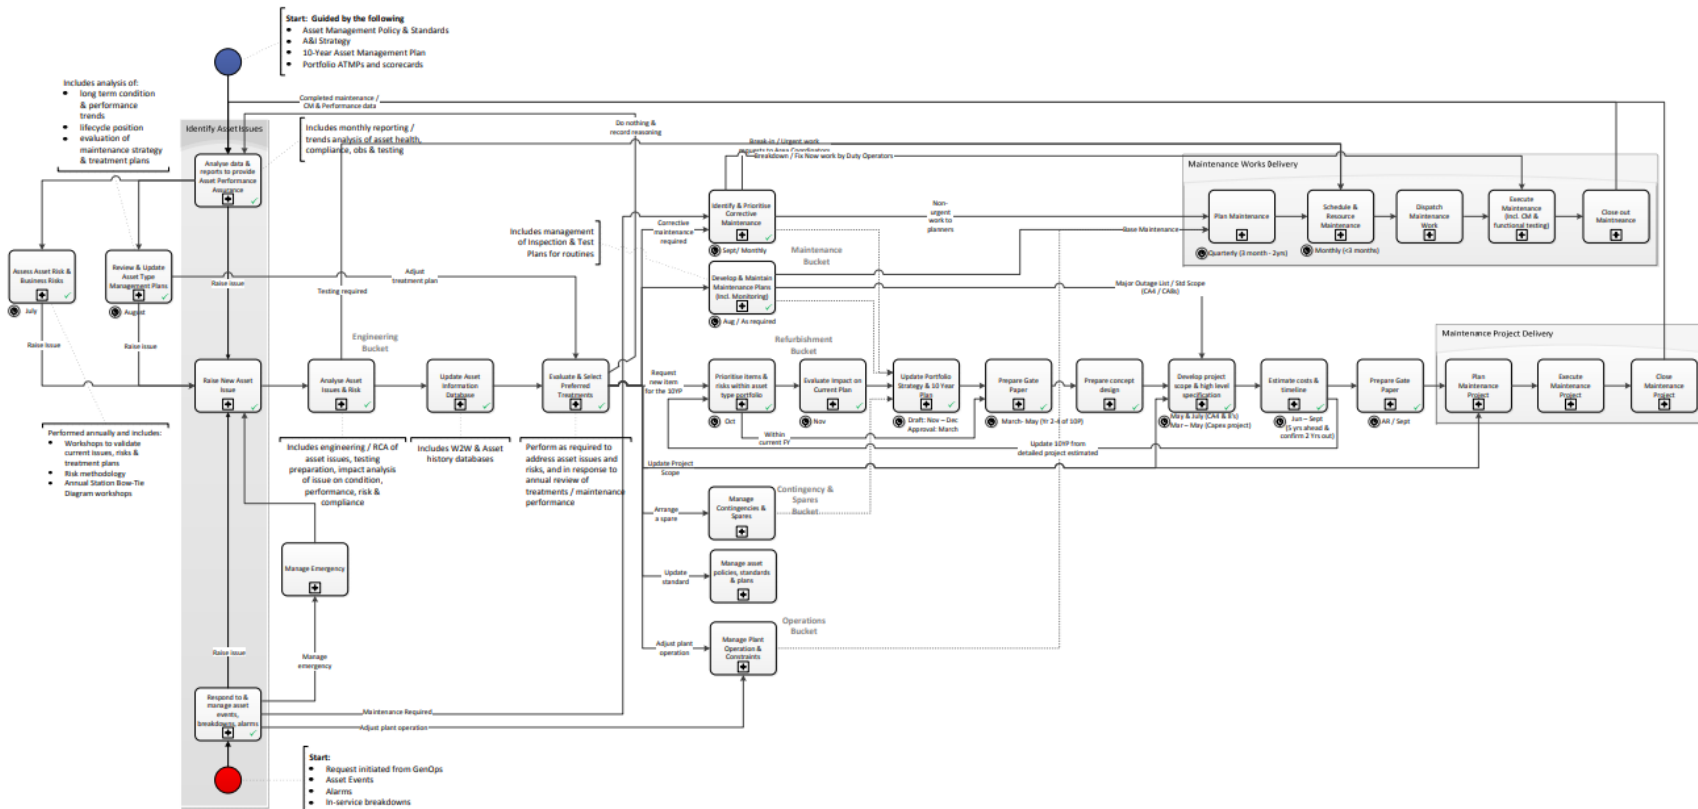 Start: Guided by the following
• Asset Management Policy & Standards
• A&I Strategy
• 10-Year Asset Management Plan
• Portfolio ATMPs and scorecards
Includes analysis of:
• long term condition
& performance
trends
• lifecycle position
• evaluation of
maintenance strategy
& treatment plans
Completed maintenance /
CM & Performance data
Identify Asset Issues
Includes monthly reporting /
trends analysis of asset health,
compliance, obs & testing
Do nothing &
record reasoning
Break-in / Urgent work
requests to Area Coordinators
Breakdown / Fix Now work by Duty Operators
Analyse data &
reports to provide
Asset Performance
Assurance
Maintenance Works Delivery
Identify & Prioritise
Corrective
Maintenance
Sept/ Monthly
Non-
urgent
work to
planners
Base Maintenance
Plan Maintenance
Quarterly (3 month - 2yrs)
Schedule &
Resource
Maintenance
Monthly (<3 months)
Dispatch
Maintenance
Work
Execute
Maintenance
(Incl. CM &
functional testing)
Close out
Maintneance
Corrective
maintenance
required
Includes management
of Inspection & Test
Plans for routines
Maintenance
Bucket
Assess Asset Risk &
Business Risks
July
Review & Update
Asset Type
Management Plans
August
Raise issue
Testing required
Adjust
treatment plan
Develop & Maintain
Maintenance Plans
(Incl. Monitoring)
Aug / As required
Major Outage List / Std Scope
(CA4 / CABs)
Raise Issue
Raise issue
Engineering
Bucket
Refurbishment
Bucket
Maintenance Project Delivery
Raise New Asset
Issue
Analyse Asset
Issues & Risk
Update Asset
Information
Database
Evaluate & Select
Preferred
Treatments
Request
new item
for the 10YP
Prioritise items &
risks within asset
type portfolio
Oct
Evaluate Impact on
Current Plan
Nov
Update Portfolio
Strategy & 10 Year
Plan
Draft: Nov – Dec
Approval: March
Prepare Gate
Paper
March- May (Yr 2-4 of 10P)
Prepare concept
design
Develop project
scope & high level
specification
May & July (CA4 & B's)
Mar – May (Capex project)
Estimate costs &
timeline
Jun – Sept
(5 yrs ahead &
confirm 2 Yrs out)
Prepare Gate
Paper
All / Sept
Plan
Maintenance
Project
Execute
Maintenance
Project
Close
Maintenance
Project
Within
current FY
Update 10YP from
detailed project estimated
Performed annually and includes:
• Workshops to validate
current issues, risks &
treatment plans
• Risk methodology
• Annual Station Bow-Tie
Diagram workshops
Includes engineering / RCA of
asset issues, testing
preparation, impact analysis
of issue on condition,
performance, risk &
compliance
Includes W2W & Asset
history databases
Perform as required to
address asset issues and
risks, and in response to
annual review of
treatments / maintenance
performance
Update Project
Scope
Arrange
a spare
Manage
Contingencies &
Spares
Contingency &
Spares
Bucket
Manage Emergency
Update
standard
Manage asset
policies, standards
& plans
Raise issue
Manage
emergency
Adjust plant
operation
Manage Plant
Operation &
Constraints
Operations
Bucket
Respond to &
manage asset
events,
breakdowns, alarms
Maintenance Required
Adjust plant operation
Start:
• Request initiated from GenOps
• Asset Events
• Alarms
• In-service breakdowns